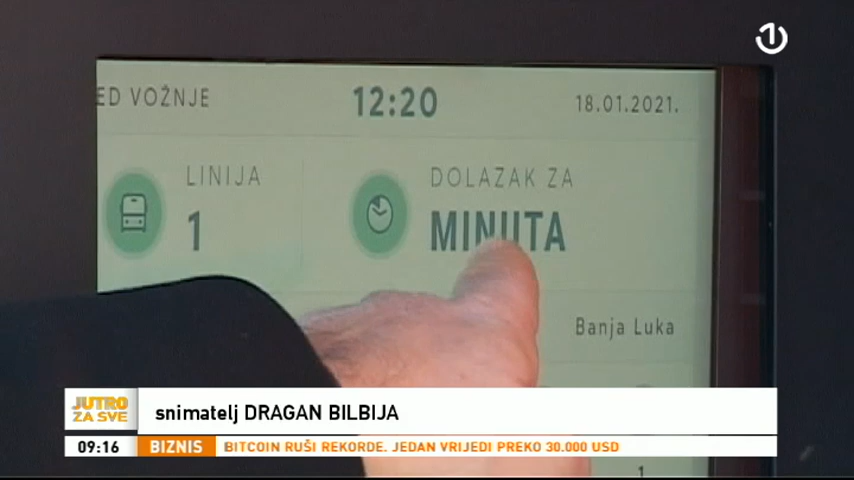 ED VOŽNJE 12:20 18.01.2021.
LINIJA
1
DOLAZAK ZA
MINUTA
Banja Luka
1
JUTRO
ZA SVE
snimatelj DRAGAN BILBIJA
09:16 BIZNIS BITCOIN RUŠI REKORDE. JEDAN VRIJEDI PREKO 30.000 USD